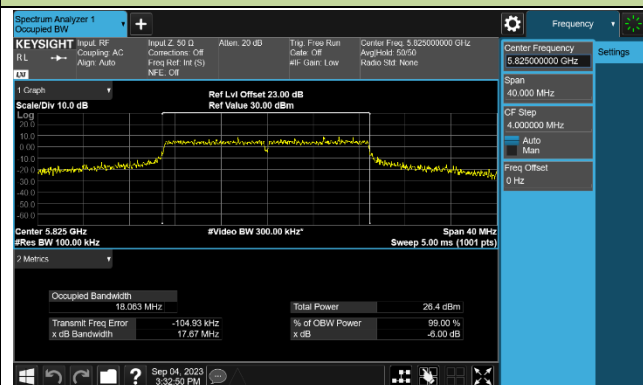 Spectrum Analyzer 1
Occupied BW
+
Frequency
KEYSIGHT
RL
LXI
Input: RF
Coupling: AC
Align: Auto
Input Z: 50 Ω
Corrections: Off
Freq Ref: Int (S)
NFE: Off
Atten: 20 dB
Trig: Free Run
Gate: Off
#IF Gain: Low
Center Freq: 5.825000000 GHz
Avg|Hold: 50/50
Radio Std: None
Center Frequency
5.825000000 GHz
Settings
Span
40.000 MHz
CF Step
4.000000 MHz
Auto
Man
Freq Offset
0 Hz
1 Graph
Scale/Div 10.0 dB
Ref Lvl Offset 23.00 dB
Ref Value 30.00 dBm
Log
20.0
10.0
0.00
-10.0
-20.0
-30.0
-40.0
-50.0
-60.0
Center 5.825 GHz
#Res BW 100.00 kHz
#Video BW 300.00 kHz*
Span 40 MHz
Sweep 5.00 ms (1001 pts)
2 Metrics
Occupied Bandwidth
18.063 MHz
Total Power 26.4 dBm
Transmit Freq Error -104.93 kHz
% of OBW Power 99.00 %
x dB Bandwidth 17.67 MHz
x dB -6.00 dB
?
Sep 04, 2023
3:32:50 PM